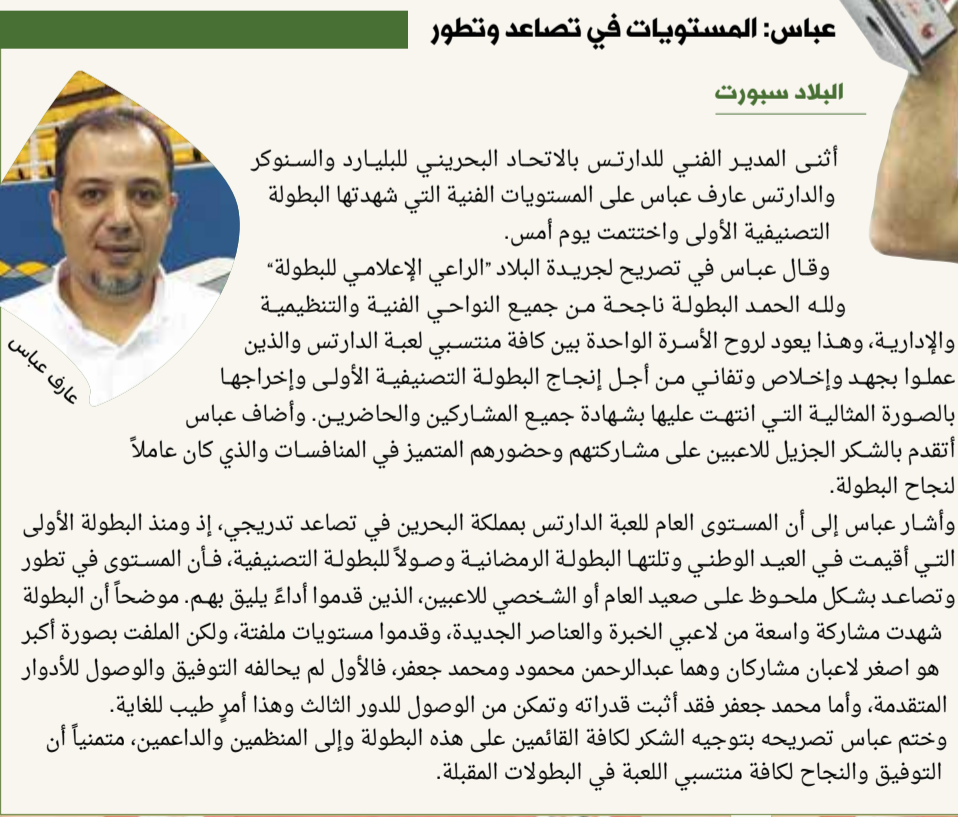 عباس: المستويات في تصاعد وتطور
البلاد سبورت
أثنى المدير الفني للدارتس بالاتحاد البحريني للبليارد والسنوكر
والدارتس عارف عباس على المستويات الفنية التي شهدتها البطولة
التصنيفية الأولى واختتمت يوم أمس.
وقال عباس في تصريح لجريدة البلاد "الراعي الإعلامي للبطولة"
ولله الحمد البطولة ناجحة من جميع النواحي الفنية والتنظيمية
والإدارية، وهذا يعود لروح الأسرة الواحدة بين كافة منتسبي لعبة الدارتس والذين
عملوا بجهد وإخلاص وتفاني من أجل إنجاح البطولة التصنيفية الأولى وإخراجها
بالصورة المثالية التي انتهت عليها بشهادة جميع المشاركين والحاضرين. وأضاف عباس
أتقدم بالشكر الجزيل للاعبين على مشاركتهم وحضورهم المتميز في المنافسات والذي كان عاملاً
لنجاح البطولة.
وأشار عباس إلى أن المستوى العام للعبة الدارتس بمملكة البحرين في تصاعد تدريجي، إذ ومنذ البطولة الأولى
التي أقيمت في العيد الوطني وتلتها البطولة الرمضانية وصولاً للبطولة التصنيفية، فأن المستوى في تطور
وتصاعد بشكل ملحوظ على صعيد العام أو الشخصي للاعبين، الذين قدموا أداءً يليق بهم. موضحاً أن البطولة
شهدت مشاركة واسعة من لاعبي الخبرة والعناصر الجديدة، وقدموا مستويات ملفتة، ولكن الملفت بصورة أكبر
هو اصغر لاعبان مشاركان وهما عبدالرحمن محمود ومحمد جعفر، فالأول لم يحالفه التوفيق والوصول للأدوار
المتقدمة، وأما محمد جعفر فقد أثبت قدراته وتمكن من الوصول للدور الثالث وهذا أمرٍ طيب للغاية.
وختم عباس تصريحه بتوجيه الشكر لكافة القائمين على هذه البطولة وإلى المنظمين والداعمين، متمنياً أن
التوفيق والنجاح لكافة منتسبي اللعبة في البطولات المقبلة.
عارف عباس